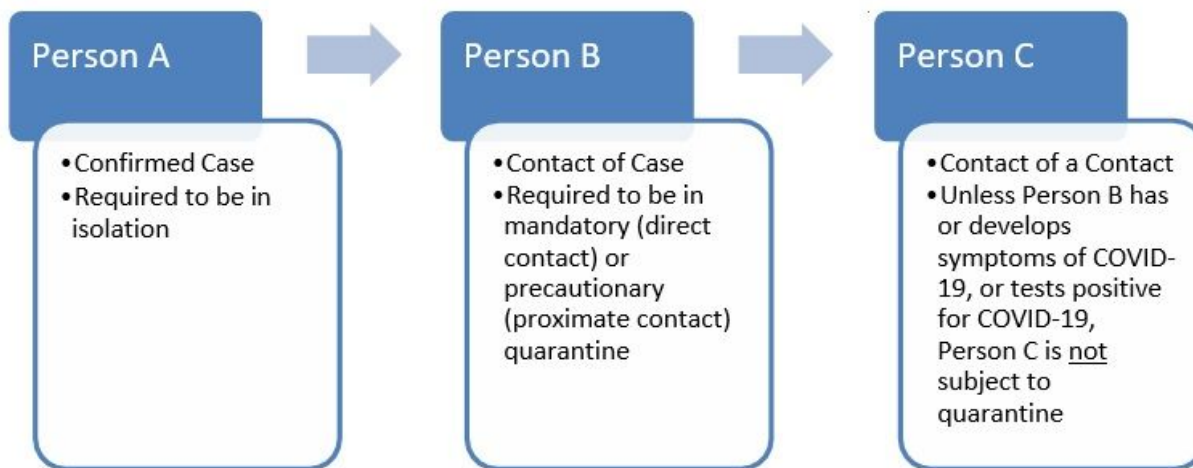 Person A
•Confirmed Case
•Required to be in
isolation
Person B
•Contact of Case
•Required to be in
mandatory (direct
contact) or
precautionary
(proximate contact)
quarantine
Person C
•Contact of a Contact
•Unless Person B has
or develops
symptoms of COVID-
19, or tests positive
for COVID-19,
Person C is not
subject to
quarantine